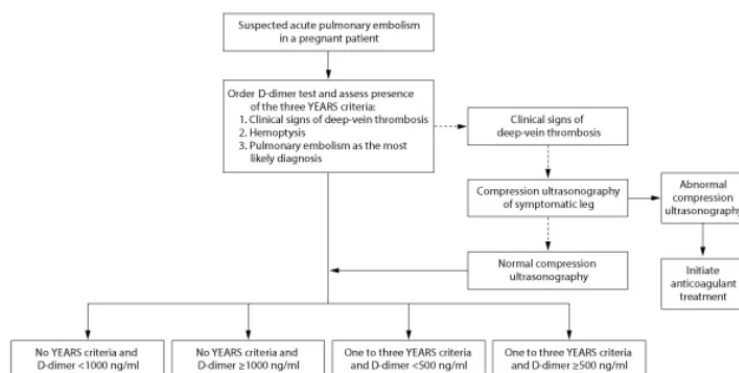 Suspected acute pulmonary embolism
in a pregnant patient
Order D-dimer test and assess presence
of the three YEARS criteria:
1. Clinical signs of deep-vein thrombosis
2. Hemoptysis
3. Pulmonary embolism as the most
likely diagnosis
Clinical signs of
deep-vein thrombosis
Compression ultrasonography
of symptomatic leg
Abnormal
compression
ultrasonography
Normal compression
ultrasonography
Initiate
anticoagulant
treatment
No YEARS criteria and
D-dimer <1000 ng/ml
No YEARS criteria and
D-dimer ≥1000 ng/ml
One to three YEARS criteria
and D-dimer <500 ng/ml
One to three YEARS criteria
and D-dimer ≥500 ng/ml